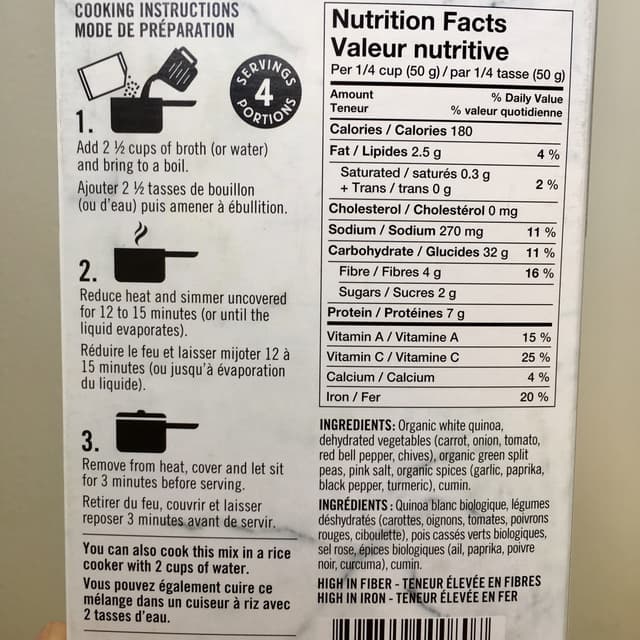 COOKING INSTRUCTIONS
MODE DE PRÉPARATION
SERVINGS
4
PORTIONS
1.
Add 2 ½ cups of broth (or water)
and bring to a boil.
Ajouter 2 ½ tasses de bouillon
(ou d'eau) puis amener à ébullition.
2.
Reduce heat and simmer uncovered
for 12 to 15 minutes (or until the
liquid evaporates).
Réduire le feu et laisser mijoter 12 à
15 minutes (ou jusqu'à évaporation
du liquide).
3.
Remove from heat, cover and let sit
for 3 minutes before serving.
Retirer du feu, couvrir et laisser
reposer 3 minutes avant de servir.
You can also cook this mix in a rice
cooker with 2 cups of water.
Vous pouvez également cuire ce
mélange dans un cuiseur à riz avec
2 tasses d'eau.
Nutrition Facts
Valeur nutritive
Per 1/4 cup (50 g) / par 1/4 tasse (50 g)
Amount % Daily Value
Teneur % valeur quotidienne
Calories / Calories 180
Fat / Lipides 2.5 g 4 %
Saturated / saturés 0.3 g
+ Trans / trans 0 g 2 %
Cholesterol / Cholestérol 0 mg
Sodium / Sodium 270 mg 11 %
Carbohydrate / Glucides 32 g 11 %
Fibre / Fibres 4 g 16 %
Sugars / Sucres 2 g
Protein / Protéines 7 g
Vitamin A / Vitamine A 15 %
Vitamin C / Vitamine C 25 %
Calcium / Calcium 4 %
Iron / Fer 20 %
INGREDIENTS: Organic white quinoa,
dehydrated vegetables (carrot, onion, tomato,
red bell pepper, chives), organic green split
peas, pink salt, organic spices (garlic, paprika,
black pepper, turmeric), cumin.
INGRÉDIENTS : Quinoa blanc biologique, légumes
déshydratés (carottes, oignons, tomates, poivrons
rouges, ciboulette), pois cassés verts biologiques,
sel rose, épices biologiques (ail, paprika, poivre
noir, curcuma), cumin.
HIGH IN FIBER - TENEUR ÉLEVÉE EN FIBRES
HIGH IN IRON - TENEUR ÉLEVÉE EN FER